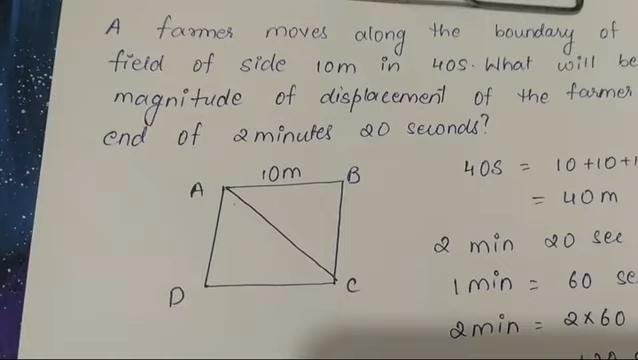 A farmer moves along the boundary of
field of side 10m in 40s. What will be
magnitude of displacement of the farmer
end of 2 minutes 20 seconds?
10m
A
B
D
C
40s = 10+10+1
= 40m
2 min 20 sec
1min = 60 se
2min = 2×60